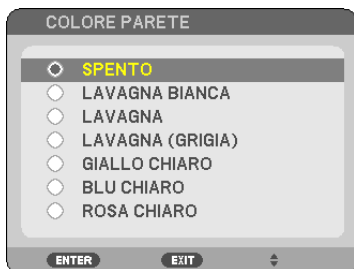 COLORE PARETE
SPENTO
LAVAGNA BIANCA
LAVAGNA
LAVAGNA (GRIGIA)
GIALLO CHIARO
BLU CHIARO
ROSA CHIARO
ENTER EXIT